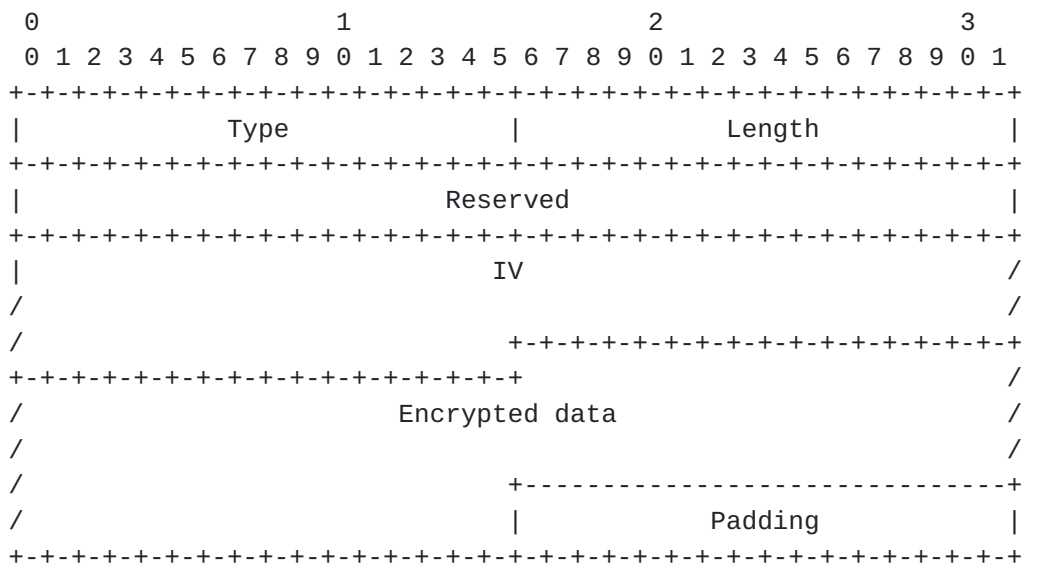 0                   1                   2                   3
 0 1 2 3 4 5 6 7 8 9 0 1 2 3 4 5 6 7 8 9 0 1 2 3 4 5 6 7 8 9 0 1
+-+-+-+-+-+-+-+-+-+-+-+-+-+-+-+-+-+-+-+-+-+-+-+-+-+-+-+-+-+-+-+-+
|             Type              |             Length            |
+-+-+-+-+-+-+-+-+-+-+-+-+-+-+-+-+-+-+-+-+-+-+-+-+-+-+-+-+-+-+-+-+
|                           Reserved                            |
+-+-+-+-+-+-+-+-+-+-+-+-+-+-+-+-+-+-+-+-+-+-+-+-+-+-+-+-+-+-+-+-+
|                              IV                               /
/                                                               /
/                               +-+-+-+-+-+-+-+-+-+-+-+-+-+-+-+-+
+-+-+-+-+-+-+-+-+-+-+-+-+-+-+-+-+                               /
/                        Encrypted data                         /
/                                                               /
/                               +-------------------------------+
/                               |            Padding            |
+-+-+-+-+-+-+-+-+-+-+-+-+-+-+-+-+-+-+-+-+-+-+-+-+-+-+-+-+-+-+-+-+